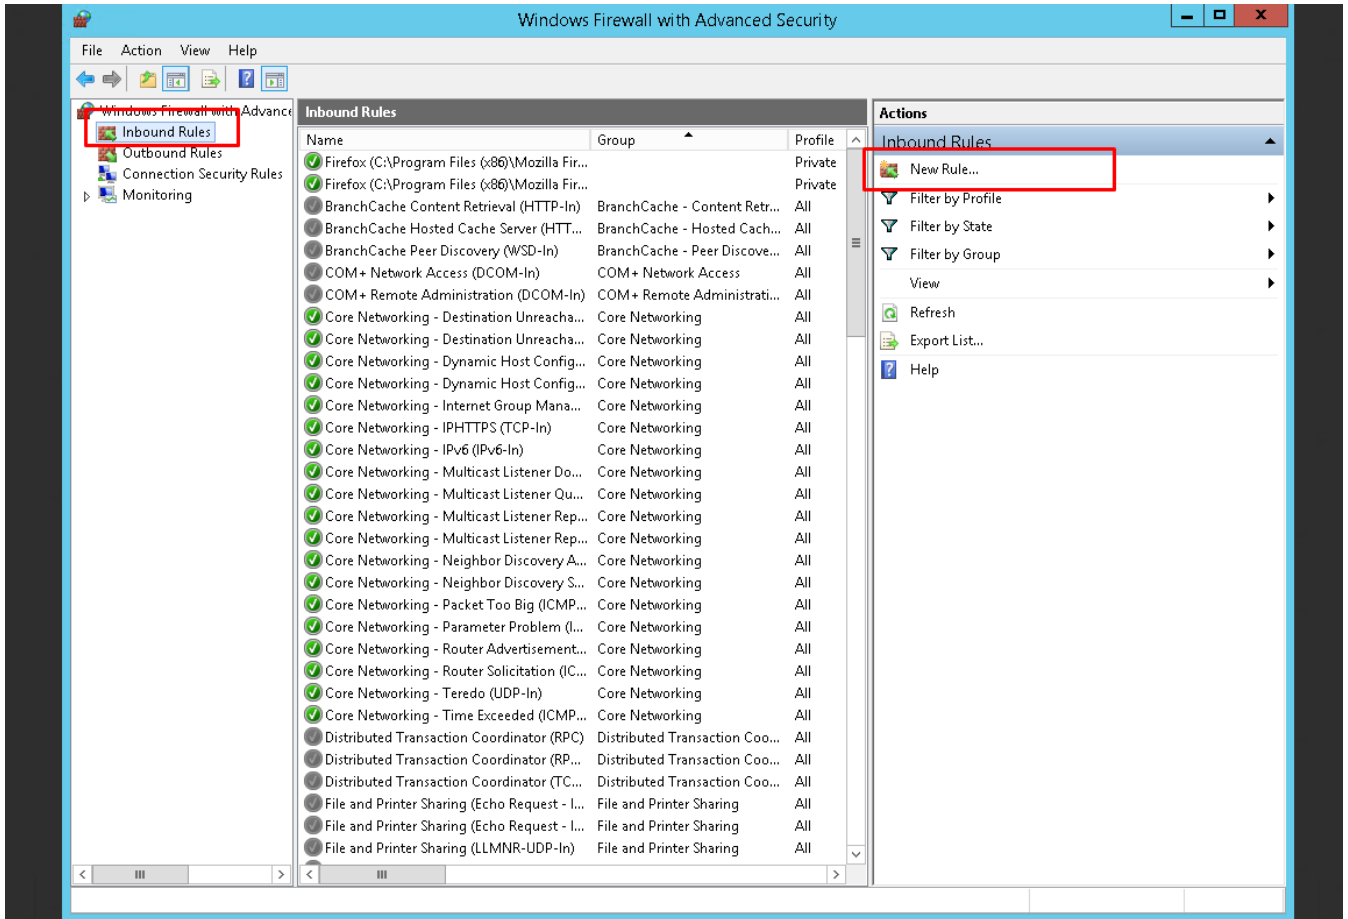 Windows Firewall with Advanced Security
File Action View Help
Windows Firewall with Advance
Inbound Rules
Outbound Rules
Connection Security Rules
Monitoring
Inbound Rules
Name Group Profile
Firefox (C:\Program Files (x86)\Mozilla Fir... Private
Firefox (C:\Program Files (x86)\Mozilla Fir... Private
BranchCache Content Retrieval (HTTP-In) BranchCache - Content Retr... All
BranchCache Hosted Cache Server (HTT... BranchCache - Hosted Cach... All
BranchCache Peer Discovery (WSD-In) BranchCache - Peer Discove... All
COM+ Network Access (DCOM-In) COM+ Network Access All
COM+ Remote Administration (DCOM-In) COM+ Remote Administrati... All
Core Networking - Destination Unreacha... Core Networking All
Core Networking - Destination Unreacha... Core Networking All
Core Networking - Dynamic Host Config... Core Networking All
Core Networking - Dynamic Host Config... Core Networking All
Core Networking - Internet Group Mana... Core Networking All
Core Networking - IPHTTPS (TCP-In) Core Networking All
Core Networking - IPv6 (IPv6-In) Core Networking All
Core Networking - Multicast Listener Do... Core Networking All
Core Networking - Multicast Listener Qu... Core Networking All
Core Networking - Multicast Listener Rep... Core Networking All
Core Networking - Multicast Listener Rep... Core Networking All
Core Networking - Neighbor Discovery A... Core Networking All
Core Networking - Neighbor Discovery S... Core Networking All
Core Networking - Packet Too Big (ICMP... Core Networking All
Core Networking - Parameter Problem (I... Core Networking All
Core Networking - Router Advertisement... Core Networking All
Core Networking - Router Solicitation (IC... Core Networking All
Core Networking - Teredo (UDP-In) Core Networking All
Core Networking - Time Exceeded (ICMP... Core Networking All
Distributed Transaction Coordinator (RPC) Distributed Transaction Coo... All
Distributed Transaction Coordinator (RP... Distributed Transaction Coo... All
Distributed Transaction Coordinator (TC... Distributed Transaction Coo... All
File and Printer Sharing (Echo Request - I... File and Printer Sharing All
File and Printer Sharing (Echo Request - I... File and Printer Sharing All
File and Printer Sharing (LLMNR-UDP-In) File and Printer Sharing All
Actions
Inbound Rules
New Rule...
Filter by Profile
Filter by State
Filter by Group
View
Refresh
Export List...
Help